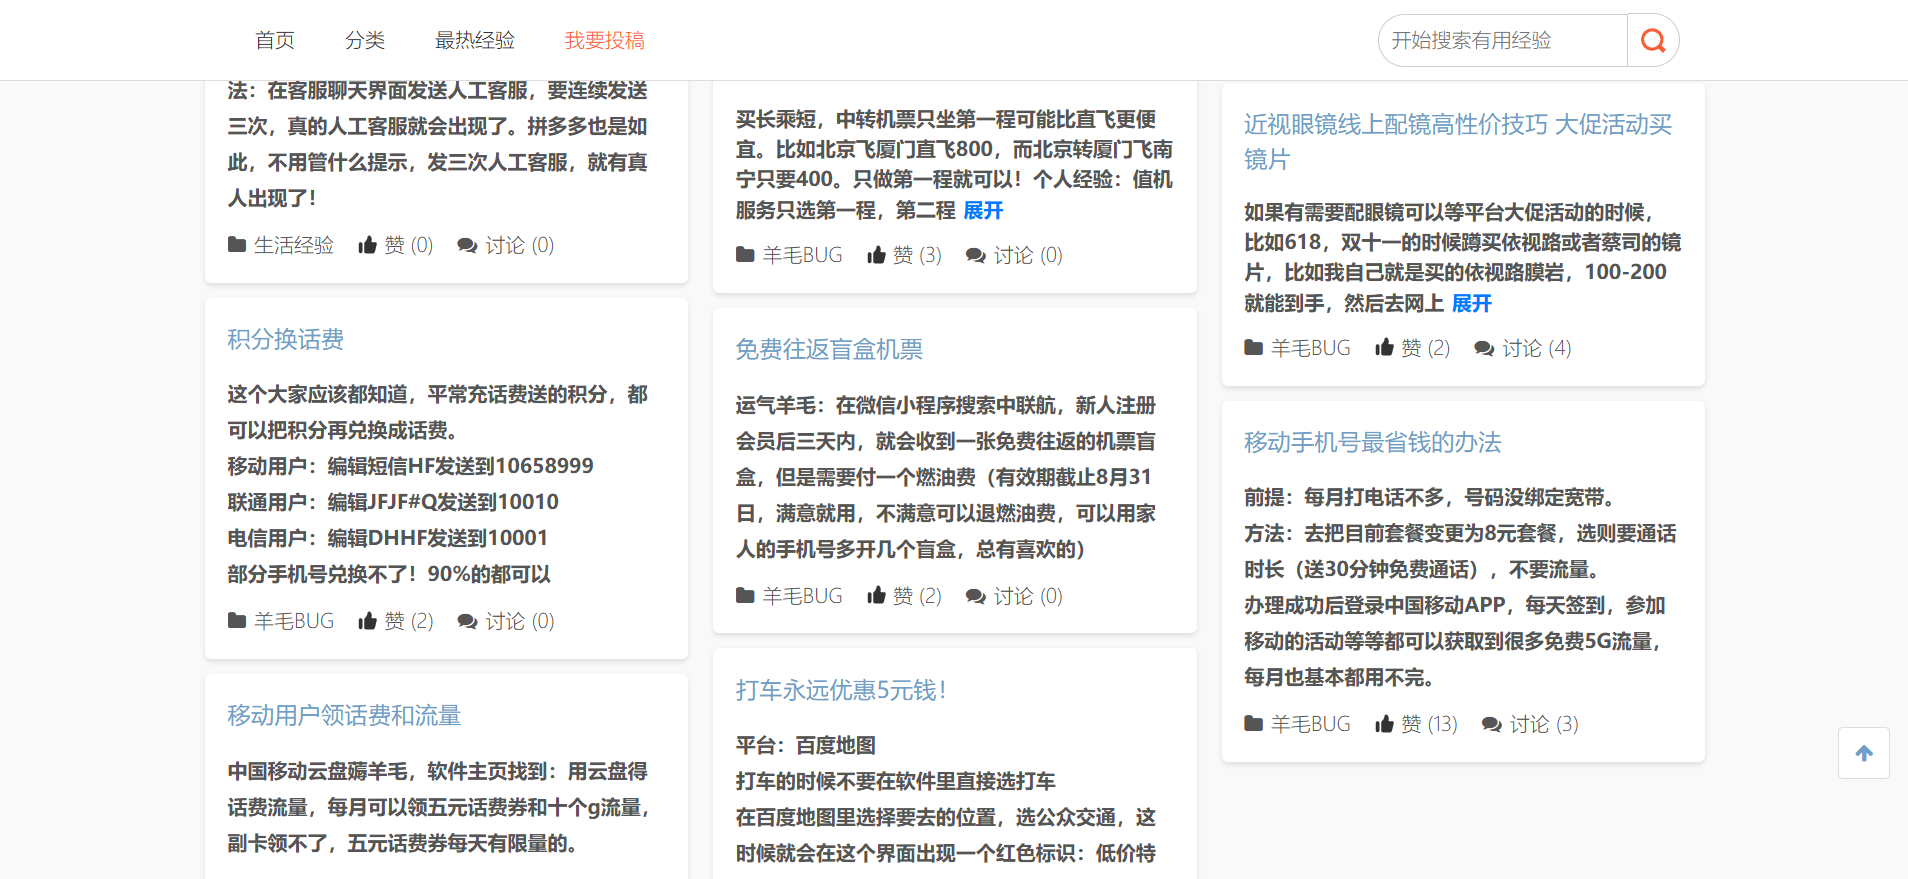 首页
分类
最热经验
我要投稿
开始搜索有用经验
法：在客服聊天界面发送人工客服，要连续发送
三次，真的人工客服就会出现了。拼多多也是如
此，不用管什么提示，发三次人工客服，就有真
人出现了！
生活经验 赞 (0) 讨论 (0)
积分换话费
这个大家应该都知道，平常充话费送的积分，都
可以把积分再兑换成话费。
移动用户：编辑短信HF发送到10658999
联通用户：编辑JFJF#Q发送到10010
电信用户：编辑DHHF发送到10001
部分手机号兑换不了！90%的都可以
羊毛BUG 赞 (2) 讨论 (0)
移动用户领话费和流量
中国移动云盘薅羊毛，软件主页找到：用云盘得
话费流量，每月可以领五元话费券和十个g流量，
副卡领不了，五元话费券每天有限量的。
买长乘短，中转机票只坐第一程可能比直飞更便
宜。比如北京飞厦门直飞800，而北京转厦门飞南
宁只要400。只做第一程就可以！个人经验：值机
服务只选第一程，第二程 展开
羊毛BUG 赞 (3) 讨论 (0)
免费往返盲盒机票
运气羊毛：在微信小程序搜索中联航，新人注册
会员后三天内，就会收到一张免费往返的机票盲
盒，但是需要付一个燃油费（有效期截止8月31
日，满意就用，不满意可以退燃油费，可以用家
人的手机号多开几个盲盒，总有喜欢的）
羊毛BUG 赞 (2) 讨论 (0)
打车永远优惠5元钱！
平台：百度地图
打车的时候不要在软件里直接选打车
在百度地图里选择要去的位置，选公众交通，这
时候就会在这个界面出现一个红色标识：低价特
近视眼镜线上配镜高性价技巧 大促活动买
镜片
如果有需要配眼镜可以等平台大促活动的时候，
比如618，双十一的时候蹲买依视路或者蔡司的镜
片，比如我自己就是买的依视路膜岩，100-200
就能到手，然后去网上 展开
羊毛BUG 赞 (2) 讨论 (4)
移动手机号最省钱的办法
前提：每月打电话不多，号码没绑定宽带。
方法：去把目前套餐变更为8元套餐，选则要通话
时长（送30分钟免费通话），不要流量。
办理成功后登录中国移动APP，每天签到，参加
移动的活动等等都可以获取到很多免费5G流量，
每月也基本都用不完。
羊毛BUG 赞 (13) 讨论 (3)